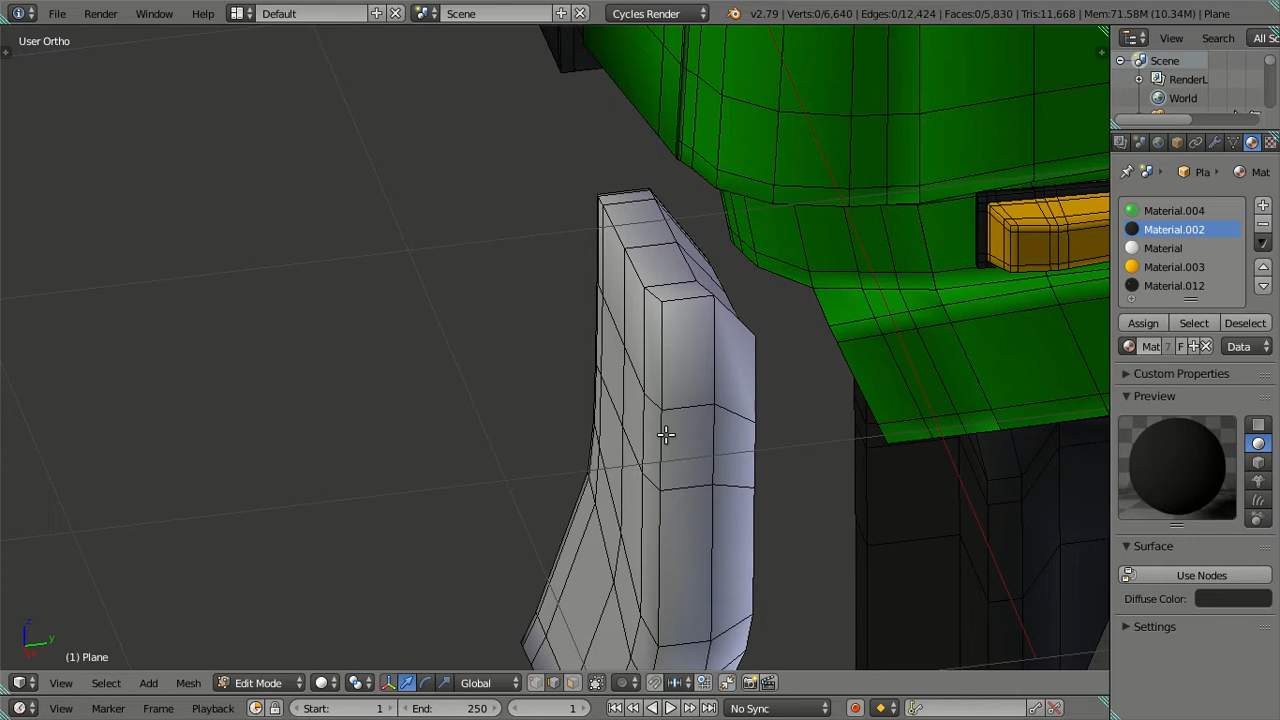 File Render Window Help Default Scene Cycles Render v2.79 | Verts:0/6,640 | Edges:0/12,424 | Faces:0/5,830 | Tris:11,668 | Mem:71.58M (10.34M) | Plane
User Ortho
View Search All Sc
Scene
RenderL
World
Pla Mat
Material.004
Material.002
Material
Material.003
Material.012
Assign Select Deselect
Mat 7 F Data
Custom Properties
Preview
Surface
Use Nodes
Diffuse Color:
Settings
z
y
(1) Plane
View Select Add Mesh Edit Mode Global
View Marker Frame Playback Start: 1 End: 250 1 No Sync